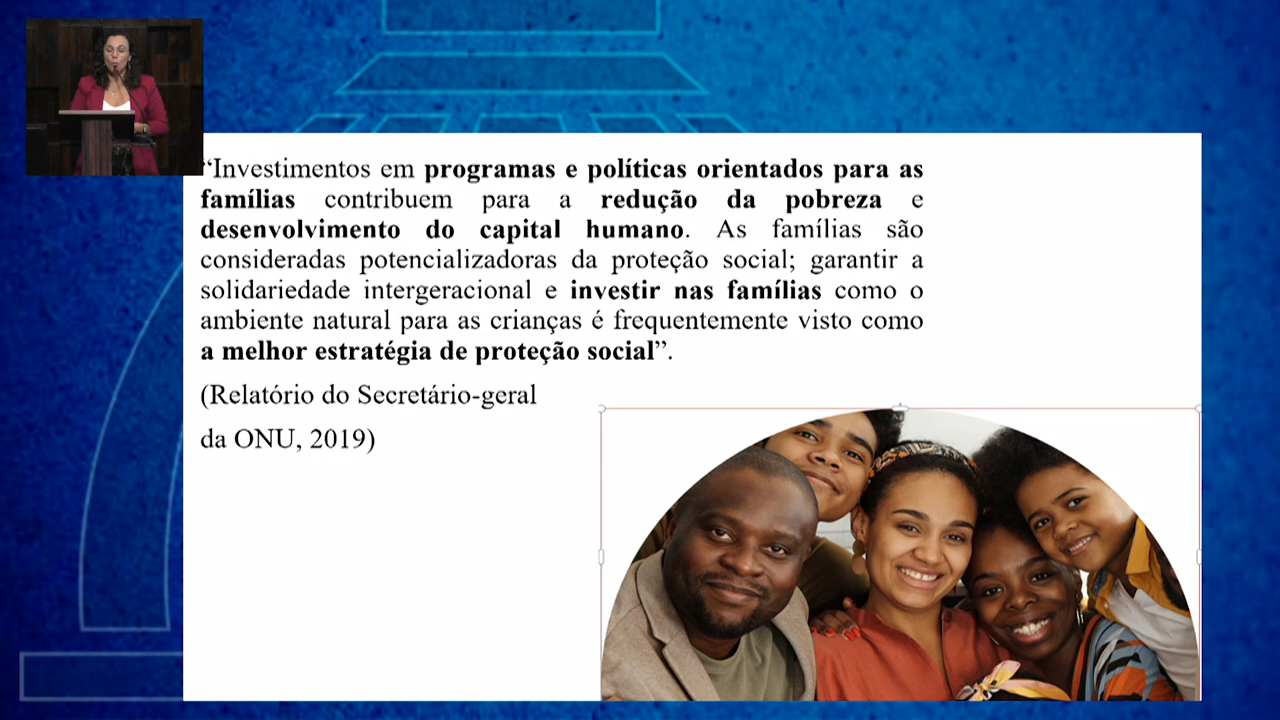 “Investimentos em programas e políticas orientados para as
famílias contribuem para a redução da pobreza e
desenvolvimento do capital humano. As famílias são
consideradas potencializadoras da proteção social; garantir a
solidariedade intergeracional e investir nas famílias como o
ambiente natural para as crianças é frequentemente visto como
a melhor estratégia de proteção social”.
(Relatório do Secretário-geral
da ONU, 2019)